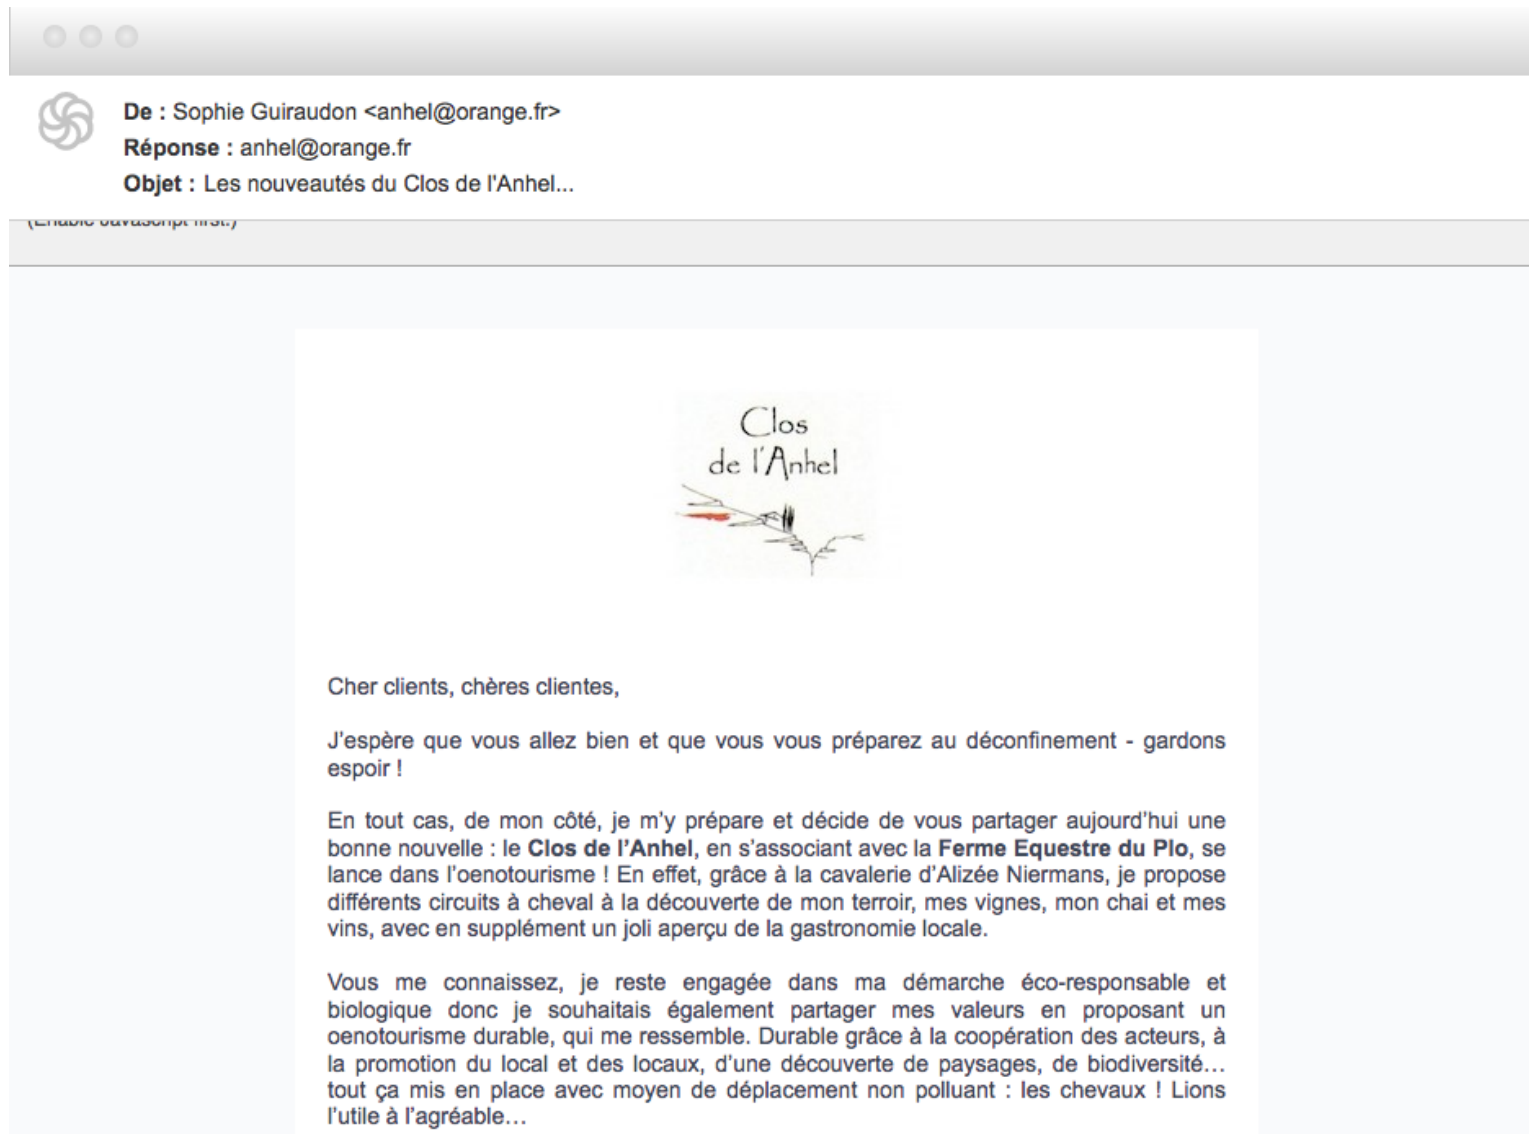 De : Sophie Guiraudon <anhel@orange.fr>
Réponse : anhel@orange.fr
Objet : Les nouveautés du Clos de l'Anhel...
(Enable Javascript first.)
Clos
de l'Anhel
Cher clients, chères clientes,
J'espère que vous allez bien et que vous vous préparez au déconfinement - gardons
espoir !
En tout cas, de mon côté, je m’y prépare et décide de vous partager aujourd’hui une
bonne nouvelle : le Clos de l’Anhel, en s’associant avec la Ferme Equestre du Plo, se
lance dans l’oenotourisme ! En effet, grâce à la cavalerie d’Alizée Niermans, je propose
différents circuits à cheval à la découverte de mon terroir, mes vignes, mon chai et mes
vins, avec en supplément un joli aperçu de la gastronomie locale.
Vous me connaissez, je reste engagée dans ma démarche éco-responsable et
biologique donc je souhaitais également partager mes valeurs en proposant un
oenotourisme durable, qui me ressemble. Durable grâce à la coopération des acteurs, à
la promotion du local et des locaux, d’une découverte de paysages, de biodiversité…
tout ça mis en place avec moyen de déplacement non polluant : les chevaux ! Lions
l’utile à l’agréable…